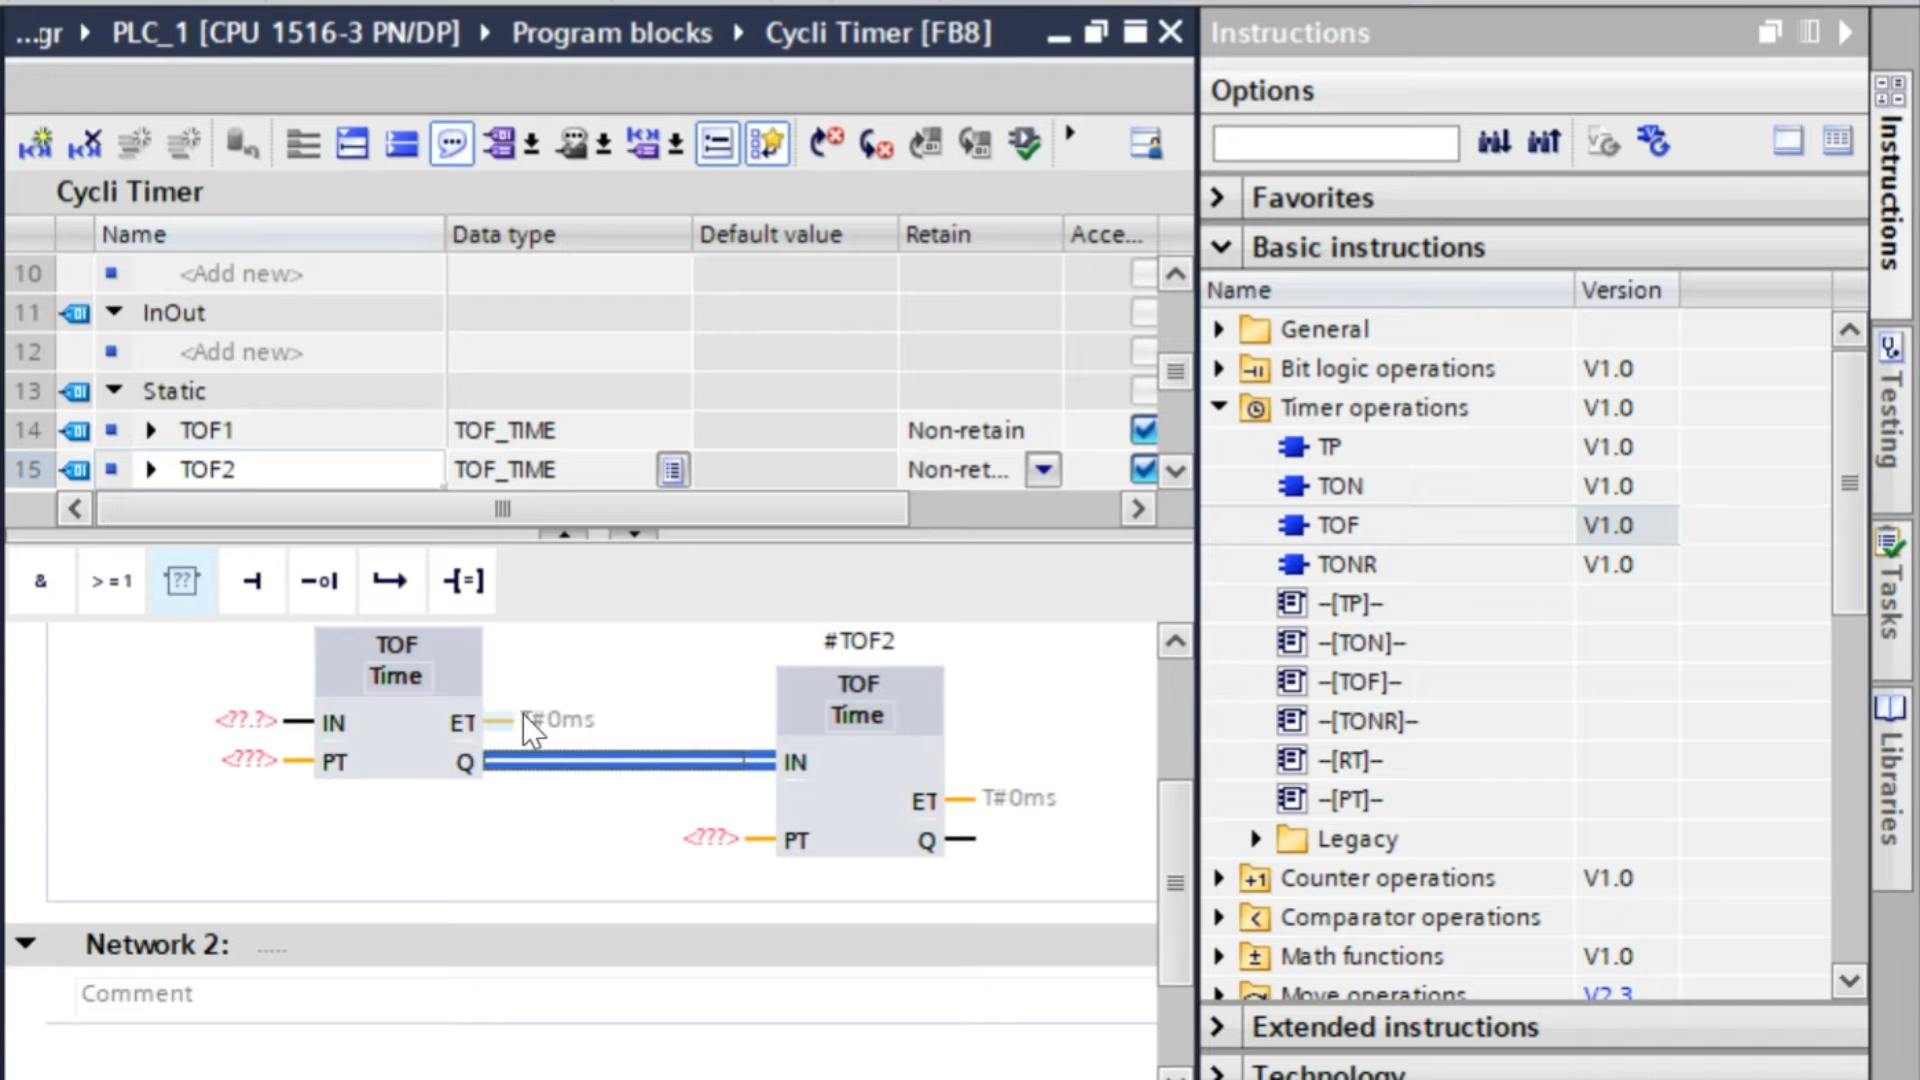 ...gr PLC_1 [CPU 1516-3 PN/DP] Program blocks Cycli Timer [FB8]
Cycli Timer
Name Data type Default value Retain Acce...
10 <Add new>
11 InOut
12 <Add new>
13 Static
14 TOF1 TOF_TIME Non-retain
15 TOF2 TOF_TIME Non-ret...
& >=1 ??
TOF
Time
<??.?> IN ET T#0ms
<???> PT Q
#TOF2
TOF
Time
IN
ET T#0ms
<???> PT Q
Network 2: .....
Comment
Instructions
Options
Favorites
Basic instructions
Name Version
General
Bit logic operations V1.0
Timer operations V1.0
TP V1.0
TON V1.0
TOF V1.0
TONR V1.0
-[TP]-
-[TON]-
-[TOF]-
-[TONR]-
-[RT]-
-[PT]-
Legacy
Counter operations V1.0
Comparator operations
Math functions V1.0
Move operations V2.3
Extended instructions
Technology
Instructions
Testing
Tasks
Libraries